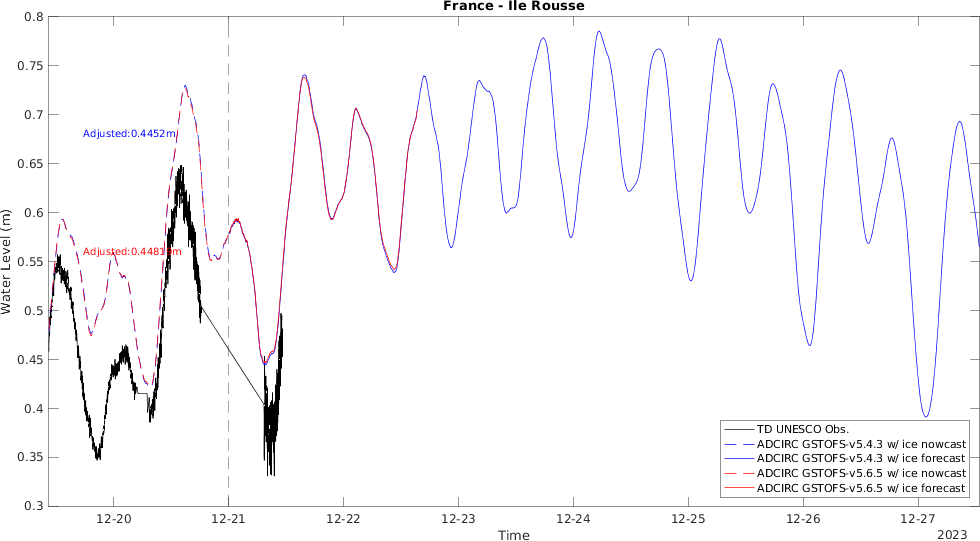 France - Ile Rousse
Water Level (m)
0.8
0.75
0.7
0.65
0.6
0.55
0.5
0.45
0.4
0.35
0.3
Adjusted:0.4452m
12-20
12-21
12-22
12-23
12-24
12-25
12-26
12-27
Time
2023
TD UNESCO Obs.
ADCIRC GSTOFS-v5.4.3 w/ ice nowcast
ADCIRC GSTOFS-v5.4.3 w/ ice forecast
ADCIRC GSTOFS-v5.6.5 w/ ice nowcast
ADCIRC GSTOFS-v5.6.5 w/ ice forecast